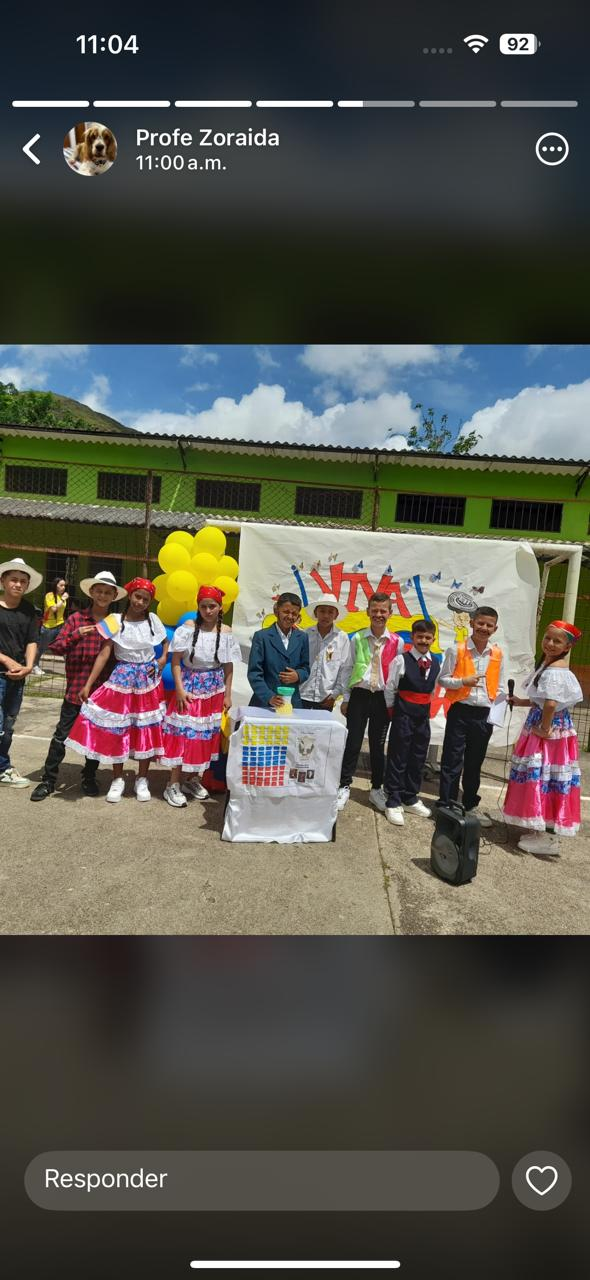 11:04
92
Profe Zoraida
11:00 a.m.
¡VIVA!
Responder